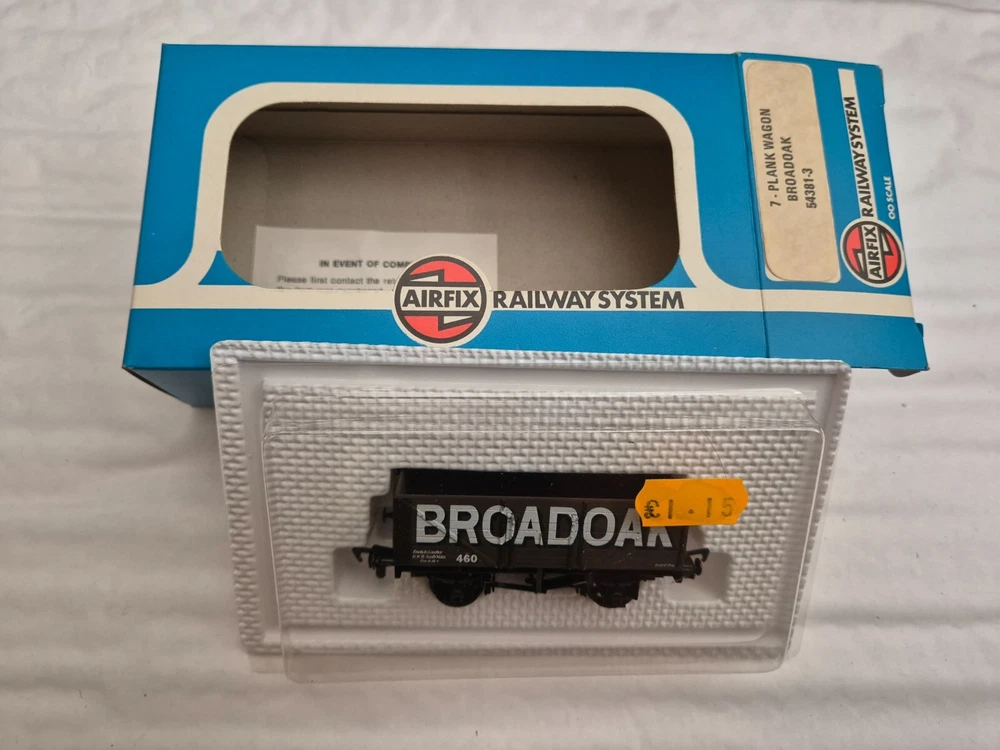 7 - PLANK WAGON
BROADOAK
54381-3
AIRFIX
RAILWAY SYSTEM
OO SCALE
IN EVENT OF COMP
Please first contact the ret
AIRFIX RAILWAY SYSTEM
BROADOAK
£1.15
460